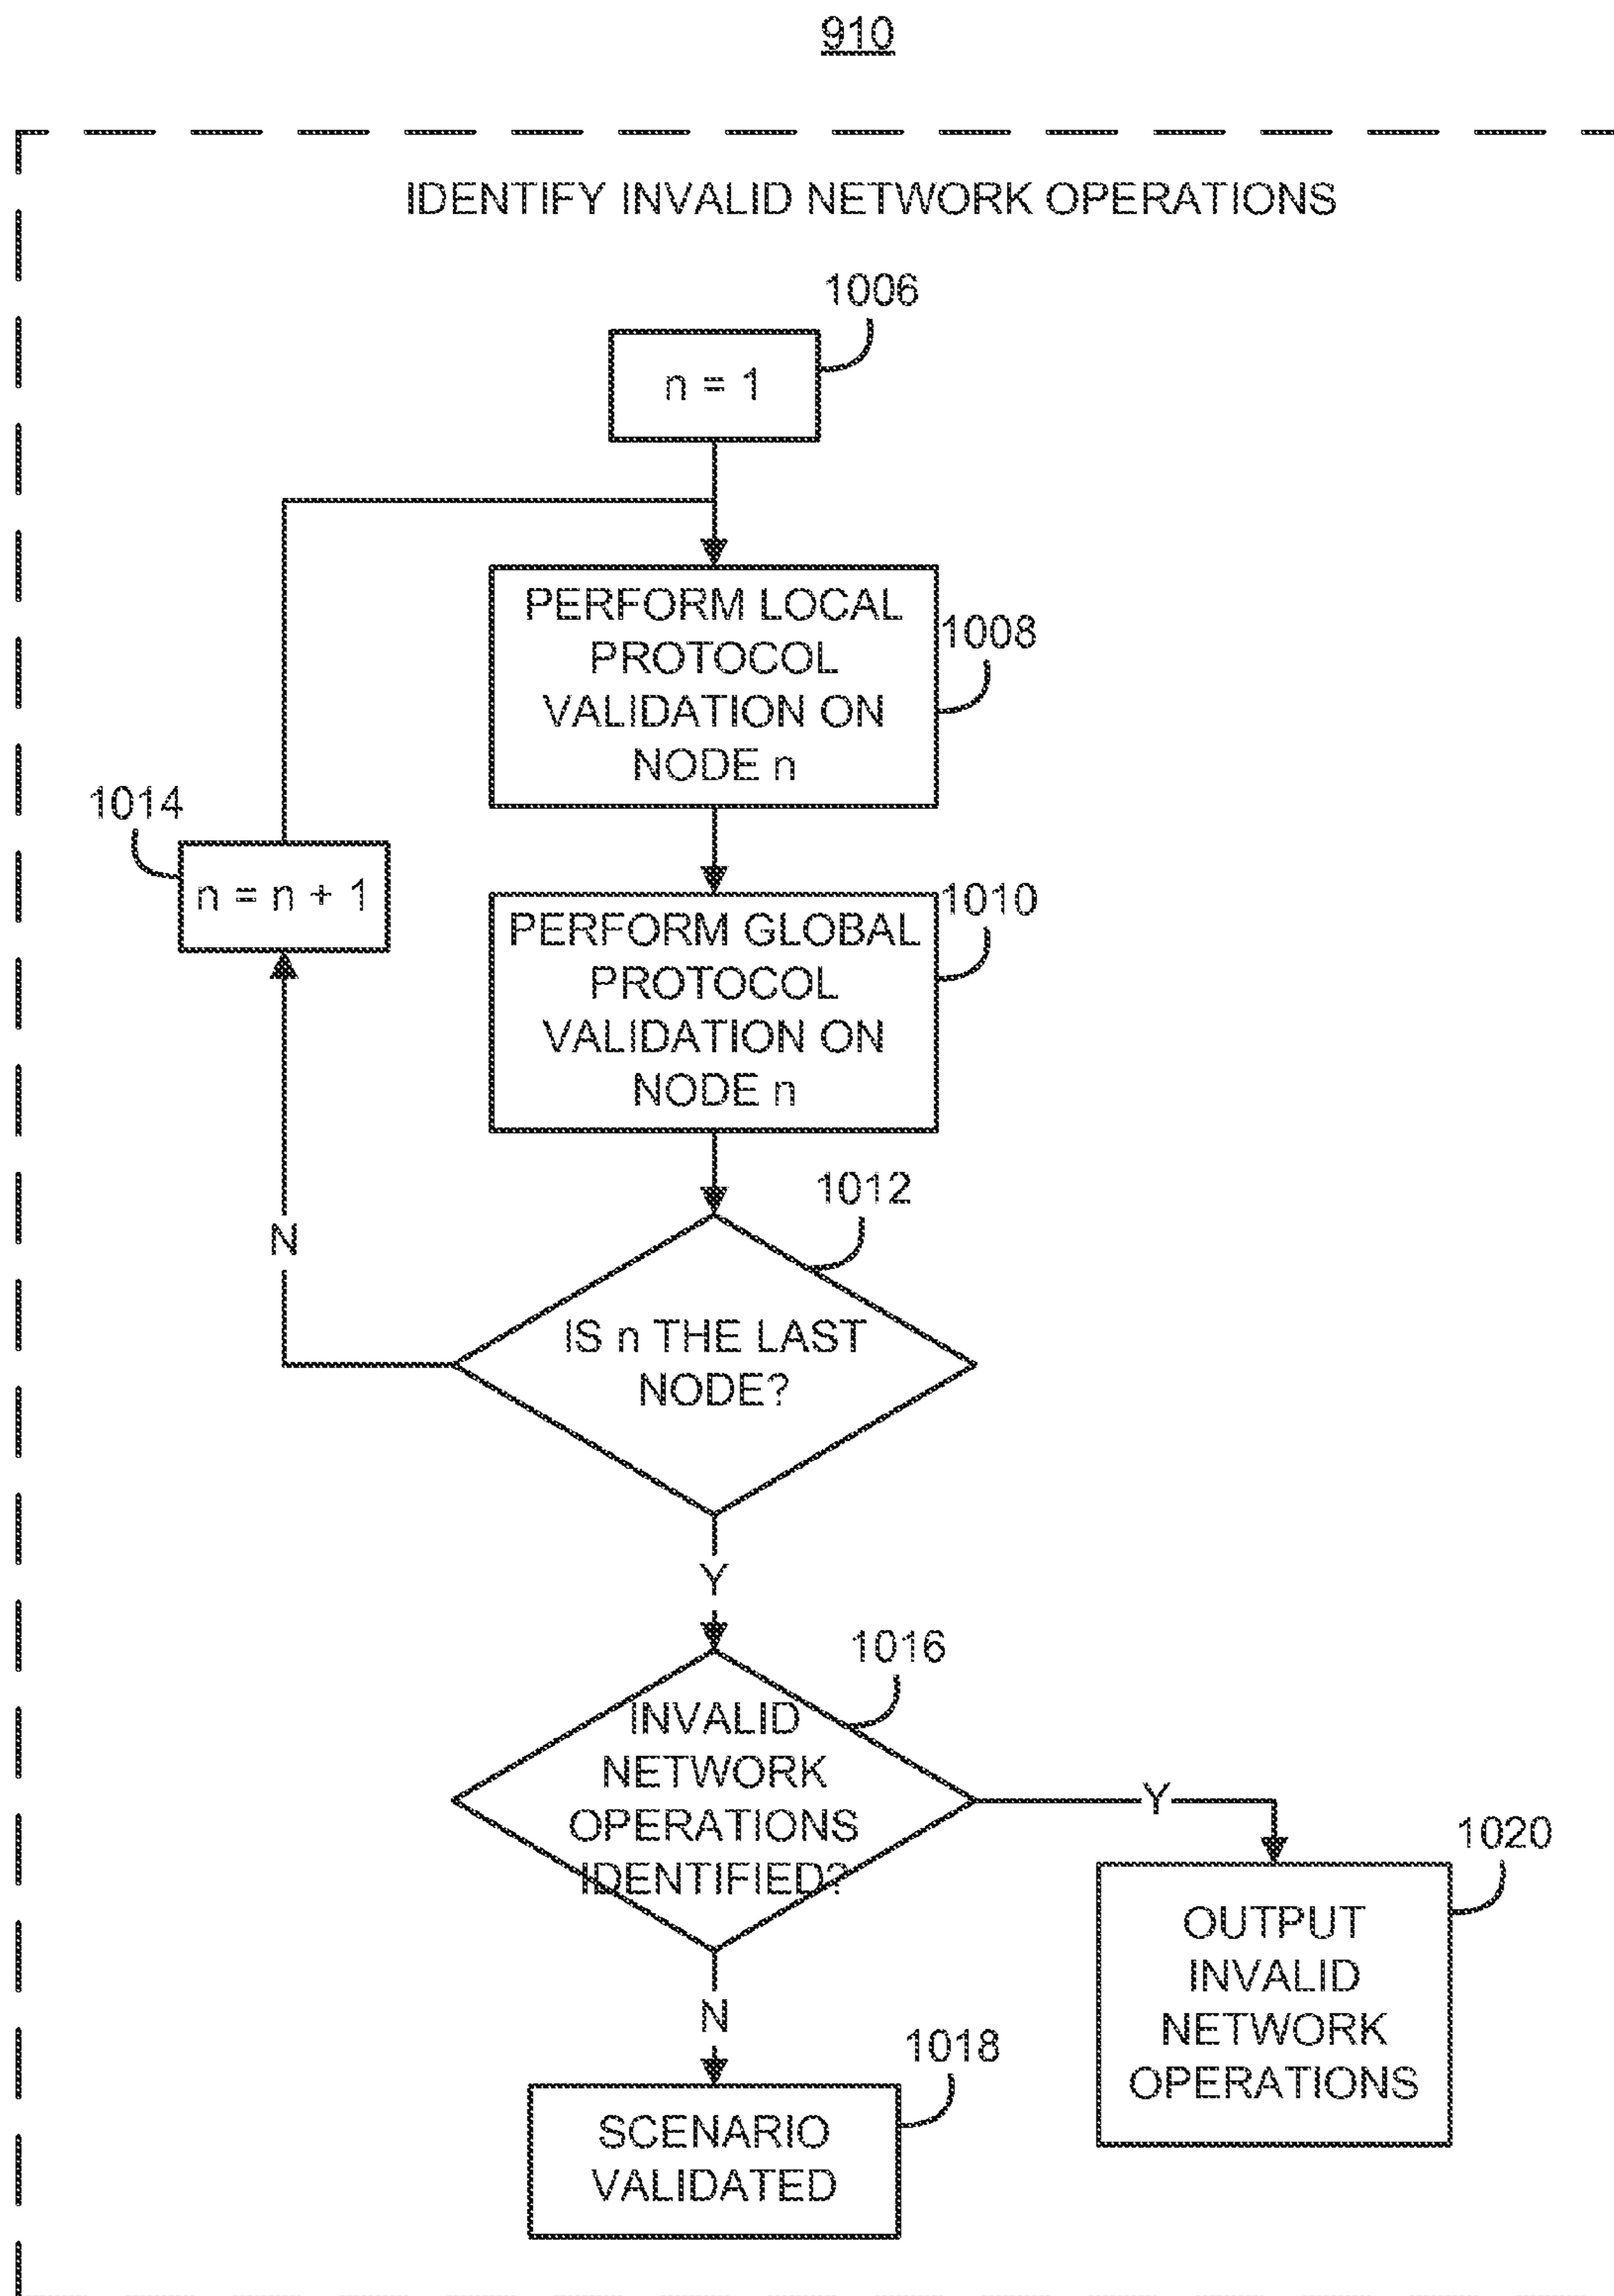 910
IDENTIFY INVALID NETWORK OPERATIONS
1006
n = 1
PERFORM LOCAL
PROTOCOL
VALIDATION ON
NODE n
1008
1014
n = n + 1
PERFORM GLOBAL
PROTOCOL
VALIDATION ON
NODE n
1010
1012
N
IS n THE LAST
NODE?
Y
1016
INVALID
NETWORK
OPERATIONS
IDENTIFIED?
Y
1020
OUTPUT
INVALID
NETWORK
OPERATIONS
N
1018
SCENARIO
VALIDATED